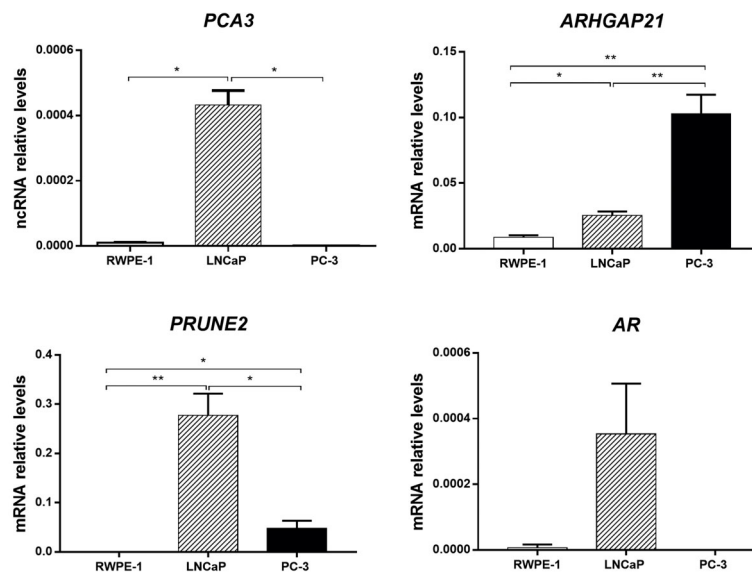 PCA3
ncRNA relative levels
0.0006
0.0004
0.0002
0.0000
*
*
RWPE-1
LNCaP
PC-3
ARHGAP21
mRNA relative levels
0.15
0.10
0.05
0.00
**
*
**
RWPE-1
LNCaP
PC-3
PRUNE2
mRNA relative levels
0.4
0.3
0.2
0.1
0.0
*
**
*
RWPE-1
LNCaP
PC-3
AR
mRNA relative levels
0.0006
0.0004
0.0002
0.0000
RWPE-1
LNCaP
PC-3